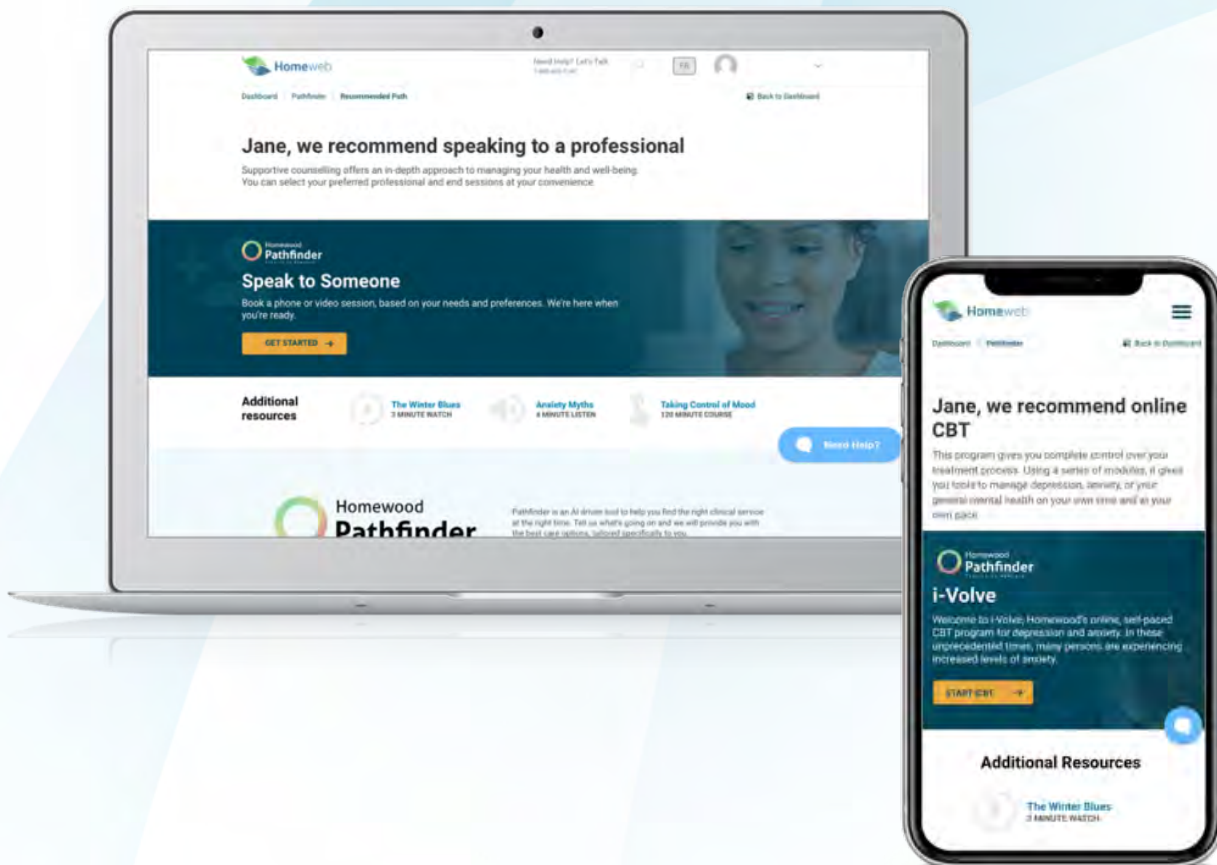 Homeweb
Need Help? Let's Talk
FR
Dashboard Pathfinder Recommended Path
Back to Dashboard
Jane, we recommend speaking to a professional
Supportive counselling offers an in-depth approach to managing your health and well-being.
You can select your preferred professional and end sessions at your convenience.
Homewood
Pathfinder
Speak to Someone
Book a phone or video session, based on your needs and preferences. We're here when
you're ready.
GET STARTED →
Additional
resources
The Winter Blues
3 MINUTE WATCH
Anxiety Myths
4 MINUTE LISTEN
Taking Control of Mood
120 MINUTE COURSE
Need Help?
Homewood
Pathfinder
Pathfinder is an AI driven tool to help you find the right clinical service
at the right time. Tell us what's going on and we will provide you with
the best care options, tailored specifically to you.
Homeweb
Dashboard Pathfinder
Back to Dashboard
Jane, we recommend online
CBT
This program gives you complete control over your
treatment process. Using a series of modules, it gives
you tools to manage depression, anxiety, or your
general mental health on your own time and at your
own pace.
Homewood
Pathfinder
i-Volve
Welcome to i-Volve, Homewood's online, self-paced
CBT program for depression and anxiety. In these
unprecedented times, many persons are experiencing
increased levels of anxiety.
START CBT →
Additional Resources
The Winter Blues
3 MINUTE WATCH